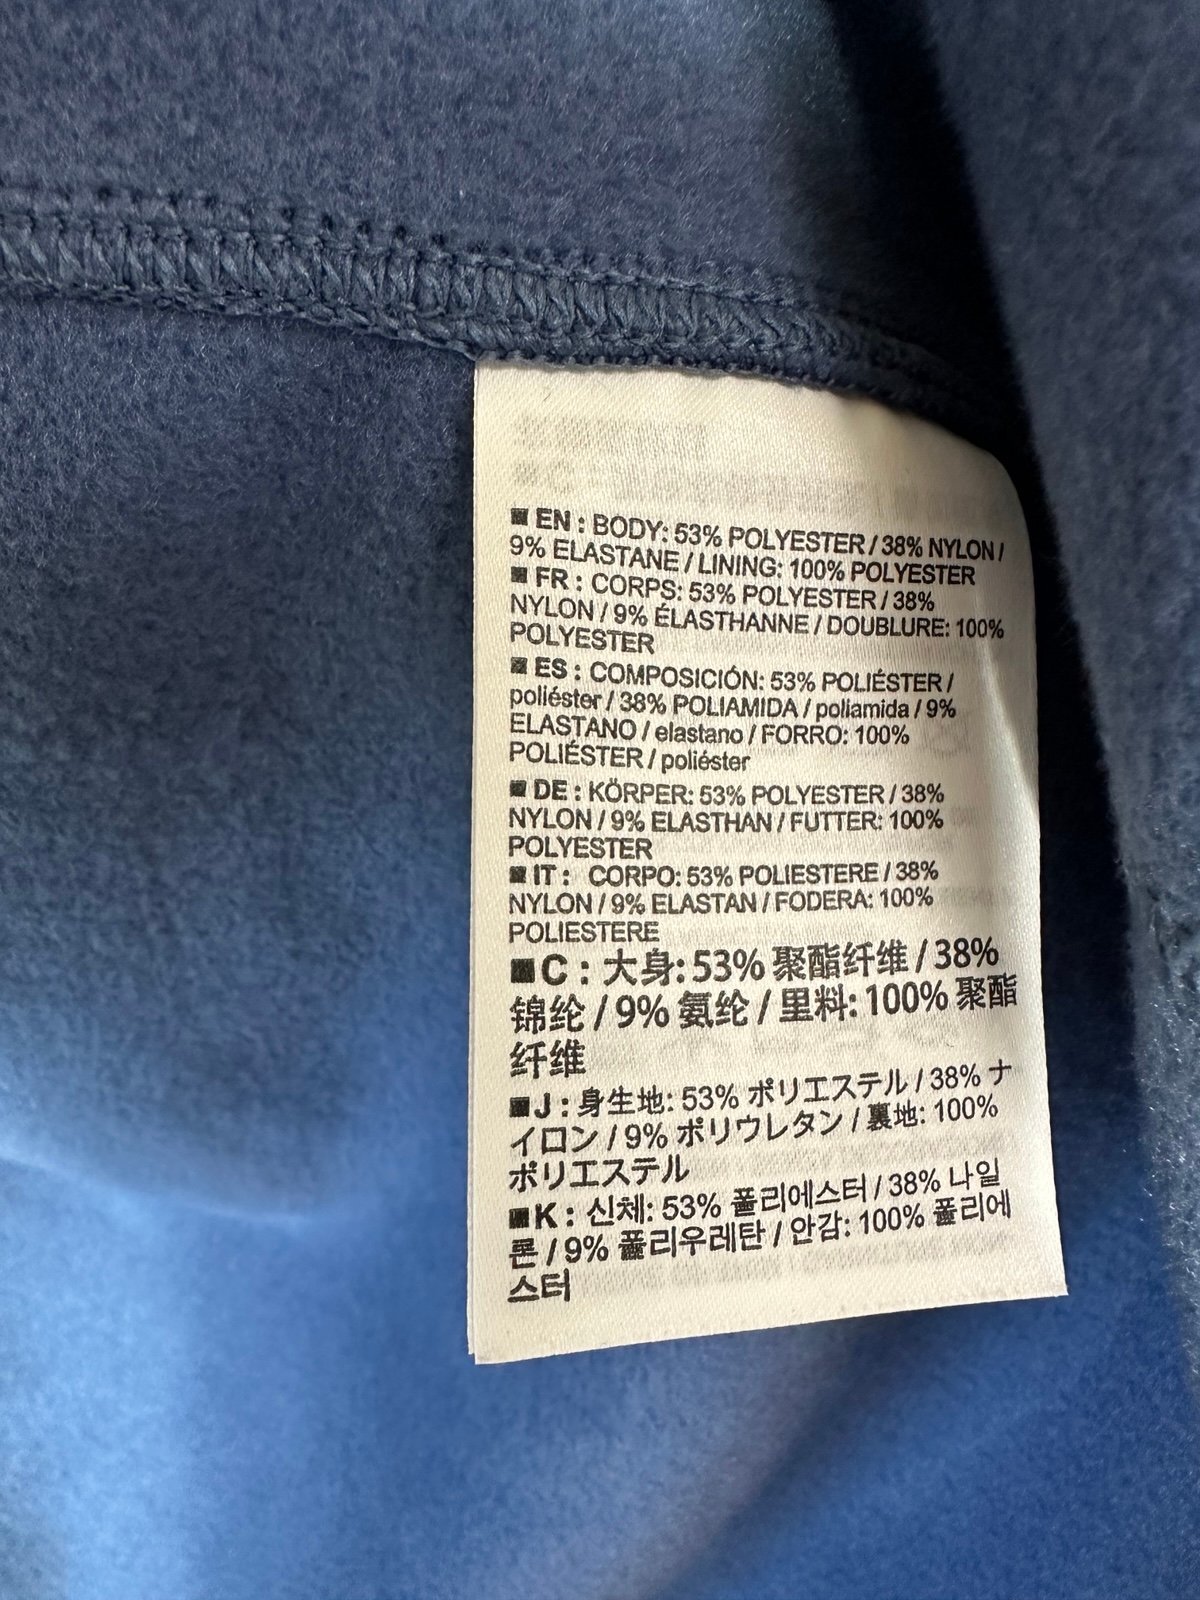 ■ EN : BODY: 53% POLYESTER / 38% NYLON /
9% ELASTANE / LINING: 100% POLYESTER
■ FR : CORPS: 53% POLYESTER / 38%
NYLON / 9% ÉLASTHANNE / DOUBLURE: 100%
POLYESTER
■ ES : COMPOSICIÓN: 53% POLIÉSTER /
poliéster / 38% POLIAMIDA / poliamida / 9%
ELASTANO / elastano / FORRO: 100%
POLIÉSTER / poliéster
■ DE : KÖRPER: 53% POLYESTER / 38%
NYLON / 9% ELASTHAN / FUTTER: 100%
POLYESTER
■ IT : CORPO: 53% POLIESTERE / 38%
NYLON / 9% ELASTAN / FODERA: 100%
POLIESTERE
■ C : 大身: 53% 聚酯纤维 / 38%
锦纶 / 9% 氨纶 / 里料: 100% 聚酯
纤维
■ J : 身生地: 53% ポリエステル / 38% ナ
イロン / 9% ポリウレタン / 裏地: 100%
ポリエステル
■ K : 신체: 53% 폴리에스터 / 38% 나일
론 / 9% 폴리우레탄 / 안감: 100% 폴리에
스터